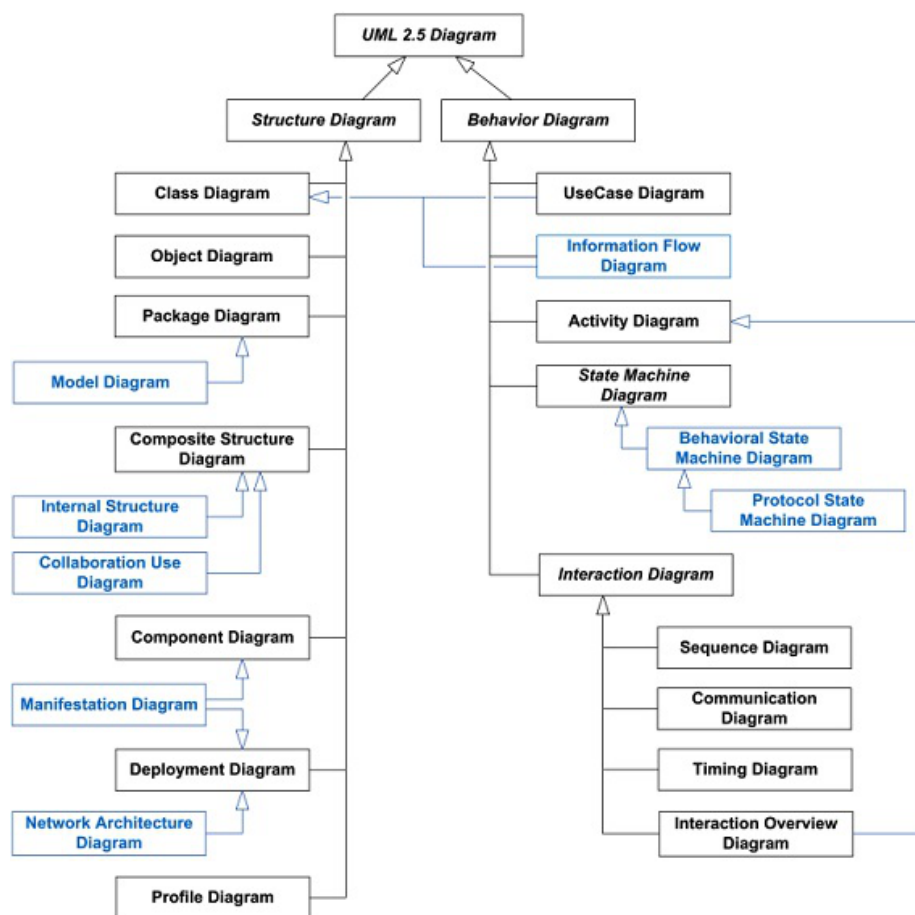 UML 2.5 Diagram
Structure Diagram
Behavior Diagram
Class Diagram
UseCase Diagram
Object Diagram
Information Flow
Diagram
Package Diagram
Activity Diagram
Model Diagram
State Machine
Diagram
Composite Structure
Diagram
Behavioral State
Machine Diagram
Internal Structure
Diagram
Protocol State
Machine Diagram
Collaboration Use
Diagram
Interaction Diagram
Component Diagram
Sequence Diagram
Manifestation Diagram
Communication
Diagram
Deployment Diagram
Timing Diagram
Network Architecture
Diagram
Interaction Overview
Diagram
Profile Diagram